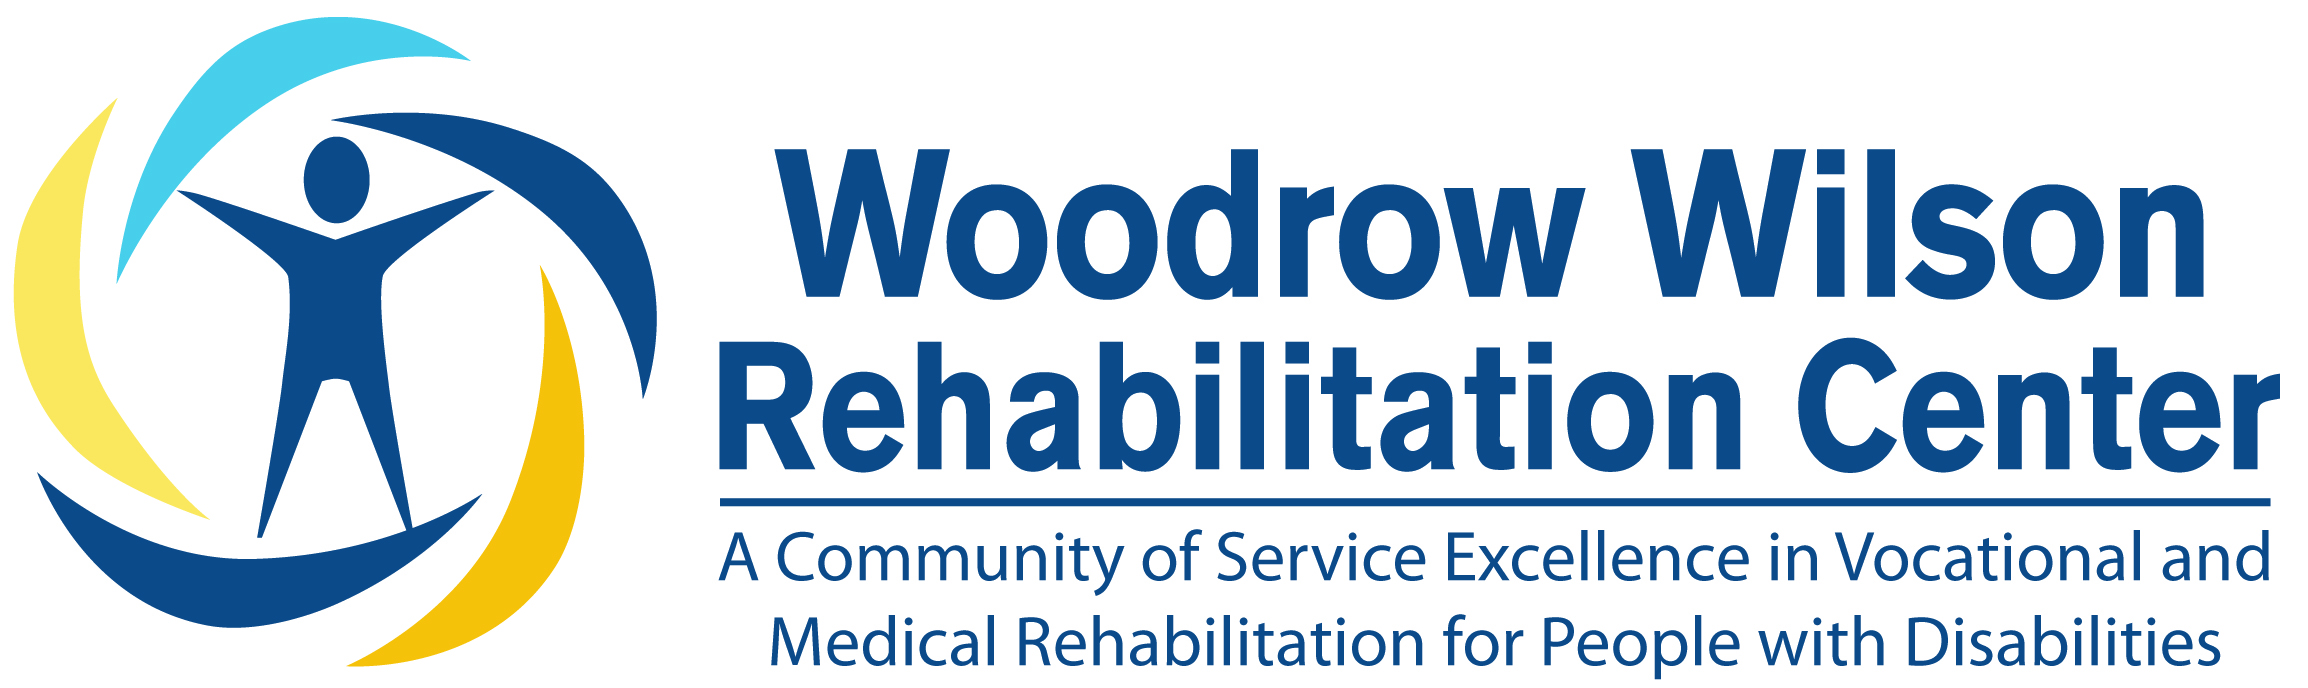 Woodrow Wilson
Rehabilitation Center
A Community of Service Excellence in Vocational and
Medical Rehabilitation for People with Disabilities